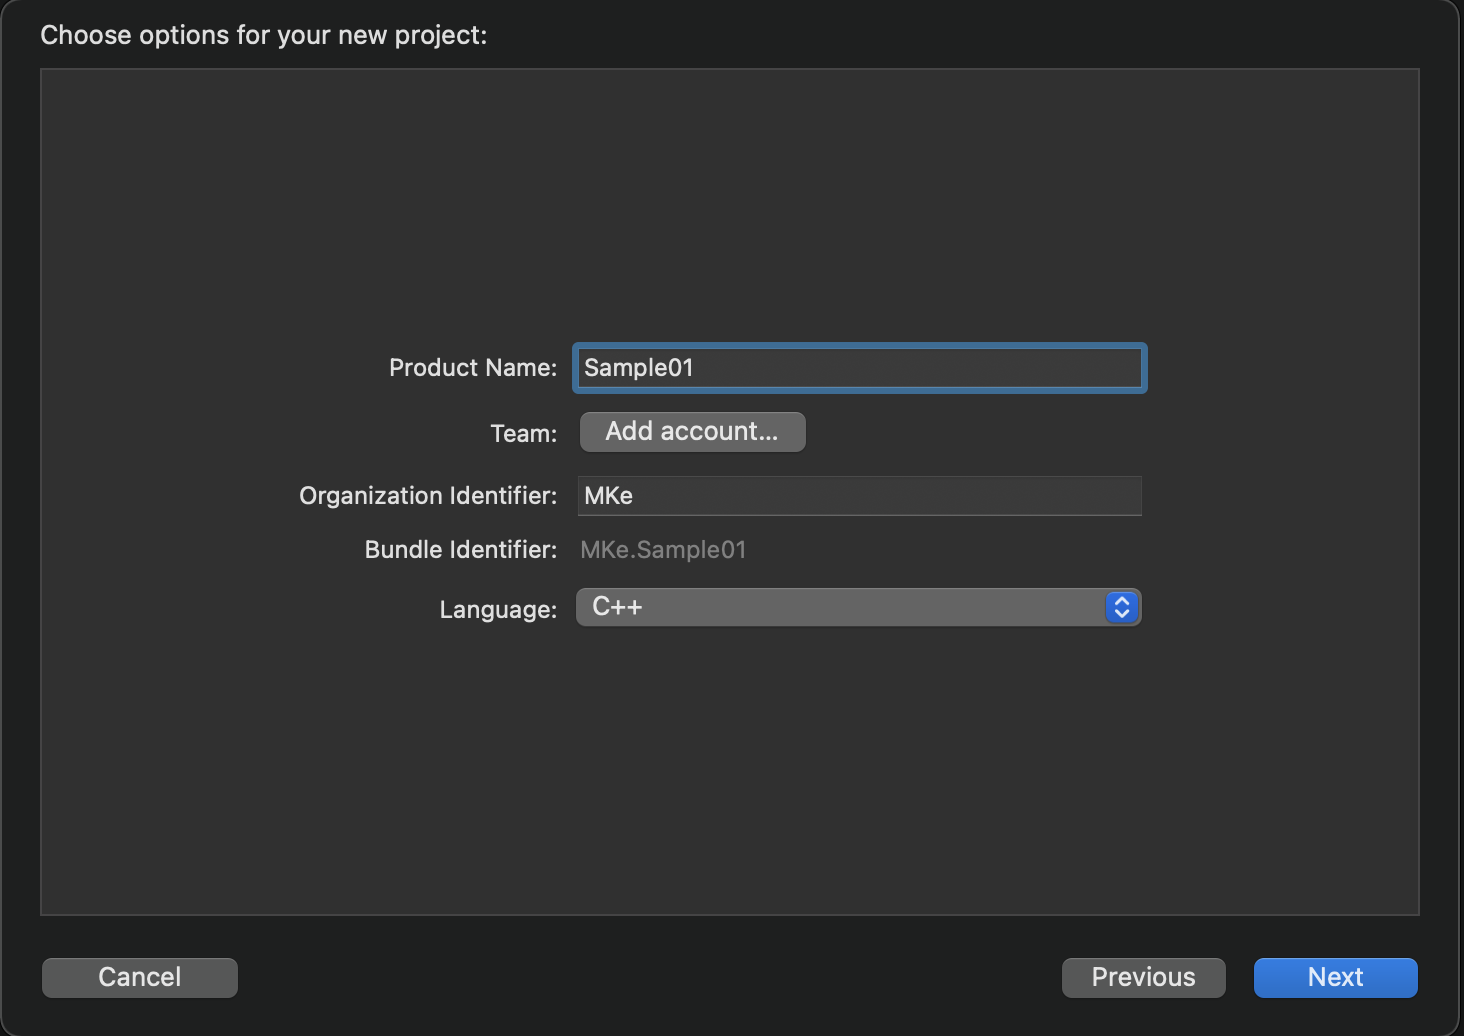 Choose options for your new project:
Product Name: Sample01
Team: Add account...
Organization Identifier: MKe
Bundle Identifier: MKe.Sample01
Language: C++
Cancel Previous Next